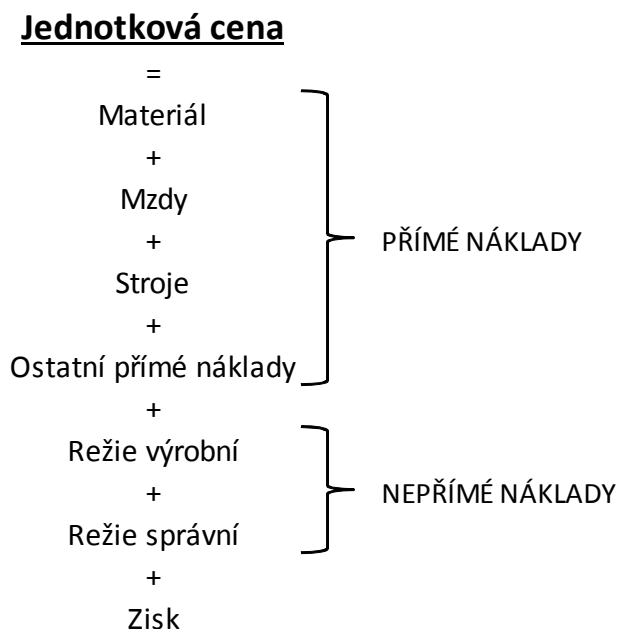 Jednotková cena
=
Materiál
+
Mzdy
+
PŘÍMÉ NÁKLADY
Stroje
+
Ostatní přímé náklady
+
Režie výrobní
+
NEPŘÍMÉ NÁKLADY
Režie správní
+
Zisk